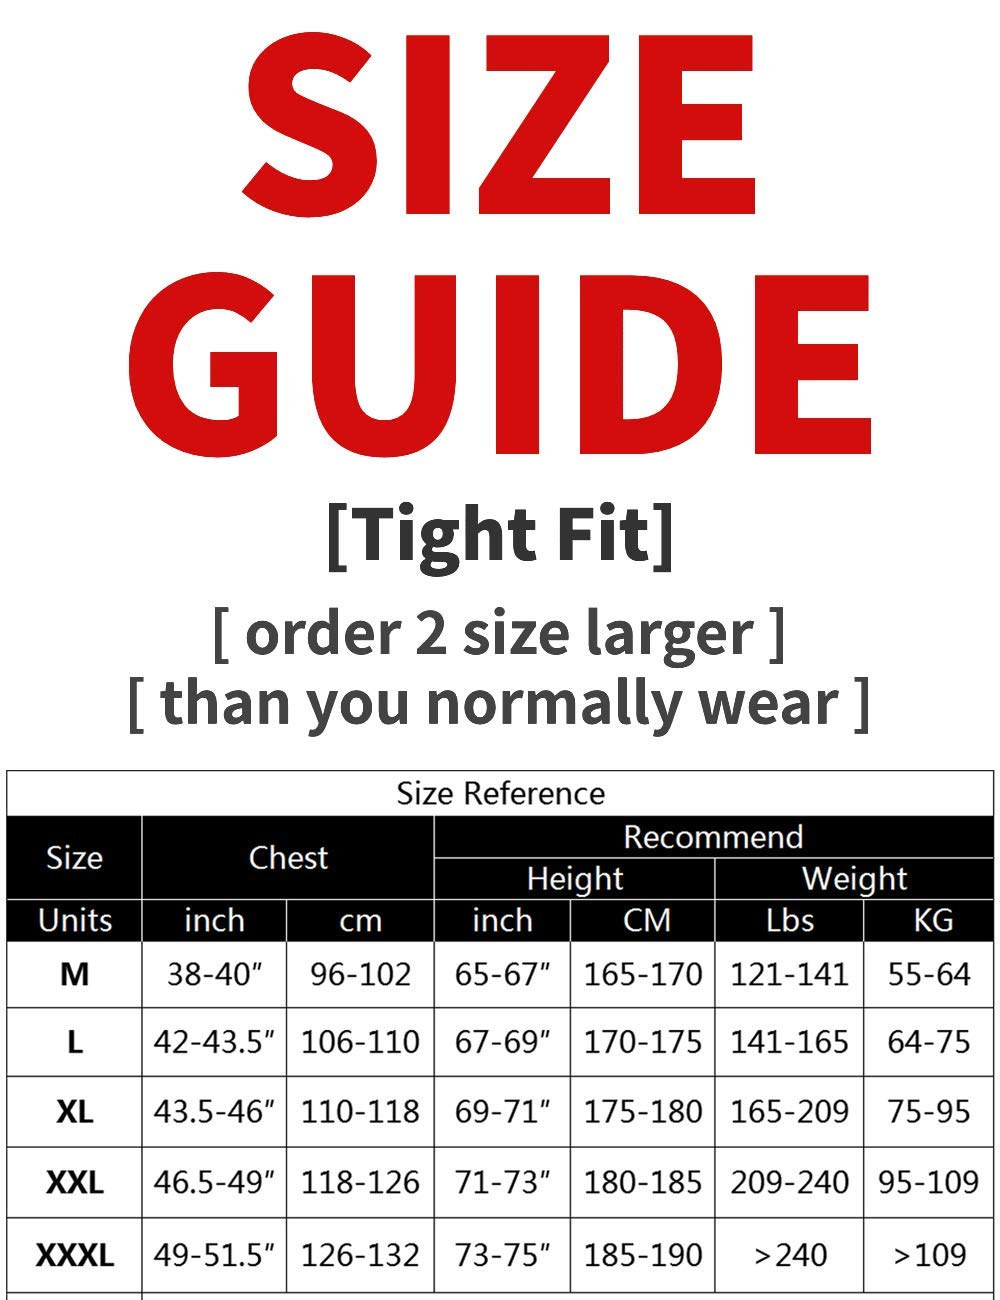 SIZE
GUIDE
[Tight Fit]
[ order 2 size larger ]
[ than you normally wear ]
Size Reference
Size Chest Recommend
Height Weight
Units inch cm inch CM Lbs KG
M 38-40″ 96-102 65-67″ 165-170 121-141 55-64
L 42-43.5″ 106-110 67-69″ 170-175 141-165 64-75
XL 43.5-46″ 110-118 69-71″ 175-180 165-209 75-95
XXL 46.5-49″ 118-126 71-73″ 180-185 209-240 95-109
XXXL 49-51.5″ 126-132 73-75″ 185-190 >240 >109